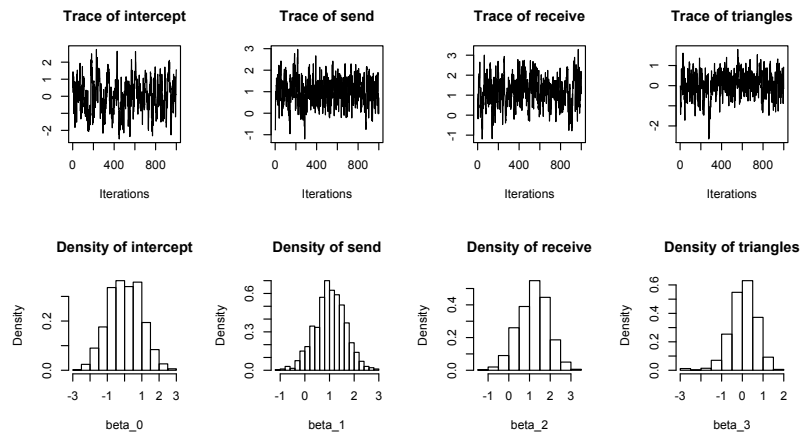 Trace of intercept
Trace of send
Trace of receive
Trace of triangles
-2 0 1 2
-1 0 1 2 3
-1 0 1 2 3
-2 0 1
0 400 800
0 400 800
0 400 800
0 400 800
Iterations
Iterations
Iterations
Iterations
Density of intercept
Density of send
Density of receive
Density of triangles
Density
Density
Density
Density
0.0 0.2
0.0 0.3 0.6
0.0 0.2 0.4
0.0 0.2 0.4 0.6
-3 -1 0 1 2 3
-1 0 1 2 3
-1 0 1 2 3
-3 -1 0 1 2
beta_0
beta_1
beta_2
beta_3